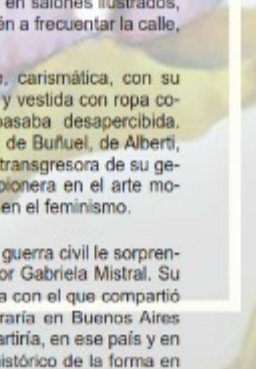 en salones ilustrados,
én a frecuentar la calle,
, carismática, con su
y vestida con ropa co-
pasaba desapercibida.
de Buñuel, de Alberti,
transgresora de su ge-
pionera en el arte mo-
en el feminismo.
guerra civil le sorpren-
or Gabriela Mistral. Su
a con el que compartió
raría en Buenos Aires
artiría, en ese país y en
istórico de la forma en